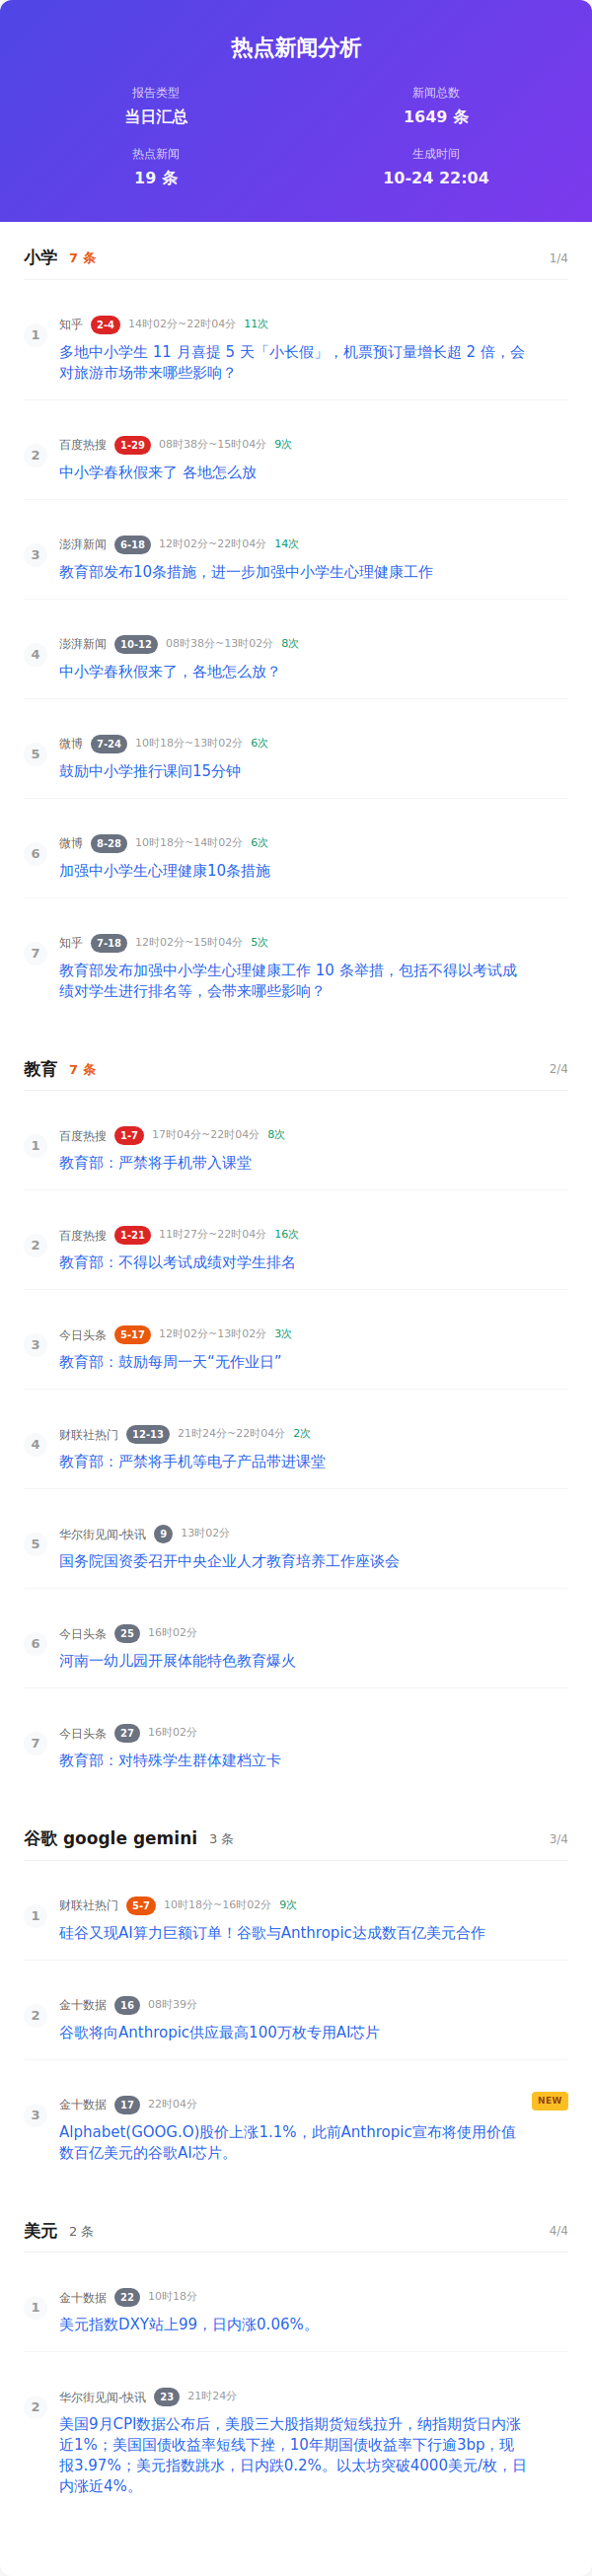 热点新闻分析
报告类型
新闻总数
当日汇总
1649 条
热点新闻
生成时间
19 条
10-24 22:04
小学 7 条 1/4
1
知乎 2-4 14时02分~22时04分 11次
多地中小学生 11 月喜提 5 天「小长假」，机票预订量增长超 2 倍，会
对旅游市场带来哪些影响？
2
百度热搜 1-29 08时38分~15时04分 9次
中小学春秋假来了 各地怎么放
3
澎湃新闻 6-18 12时02分~22时04分 14次
教育部发布10条措施，进一步加强中小学生心理健康工作
4
澎湃新闻 10-12 08时38分~13时02分 8次
中小学春秋假来了，各地怎么放？
5
微博 7-24 10时18分~13时02分 6次
鼓励中小学推行课间15分钟
6
微博 8-28 10时18分~14时02分 6次
加强中小学生心理健康10条措施
7
知乎 7-18 12时02分~15时04分 5次
教育部发布加强中小学生心理健康工作 10 条举措，包括不得以考试成
绩对学生进行排名等，会带来哪些影响？
教育 7 条 2/4
1
百度热搜 1-7 17时04分~22时04分 8次
教育部：严禁将手机带入课堂
2
百度热搜 1-21 11时27分~22时04分 16次
教育部：不得以考试成绩对学生排名
3
今日头条 5-17 12时02分~13时02分 3次
教育部：鼓励每周一天“无作业日”
4
财联社热门 12-13 21时24分~22时04分 2次
教育部：严禁将手机等电子产品带进课堂
5
华尔街见闻-快讯 9 13时02分
国务院国资委召开中央企业人才教育培养工作座谈会
6
今日头条 25 16时02分
河南一幼儿园开展体能特色教育爆火
7
今日头条 27 16时02分
教育部：对特殊学生群体建档立卡
谷歌 google gemini 3 条 3/4
1
财联社热门 5-7 10时18分~16时02分 9次
硅谷又现AI算力巨额订单！谷歌与Anthropic达成数百亿美元合作
2
金十数据 16 08时39分
谷歌将向Anthropic供应最高100万枚专用AI芯片
3
金十数据 17 22时04分 NEW
Alphabet(GOOG.O)股价上涨1.1%，此前Anthropic宣布将使用价值
数百亿美元的谷歌AI芯片。
美元 2 条 4/4
1
金十数据 22 10时18分
美元指数DXY站上99，日内涨0.06%。
2
华尔街见闻-快讯 23 21时24分
美国9月CPI数据公布后，美股三大股指期货短线拉升，纳指期货日内涨
近1%；美国国债收益率短线下挫，10年期国债收益率下行逾3bp，现
报3.97%；美元指数跳水，日内跌0.2%。以太坊突破4000美元/枚，日
内涨近4%。